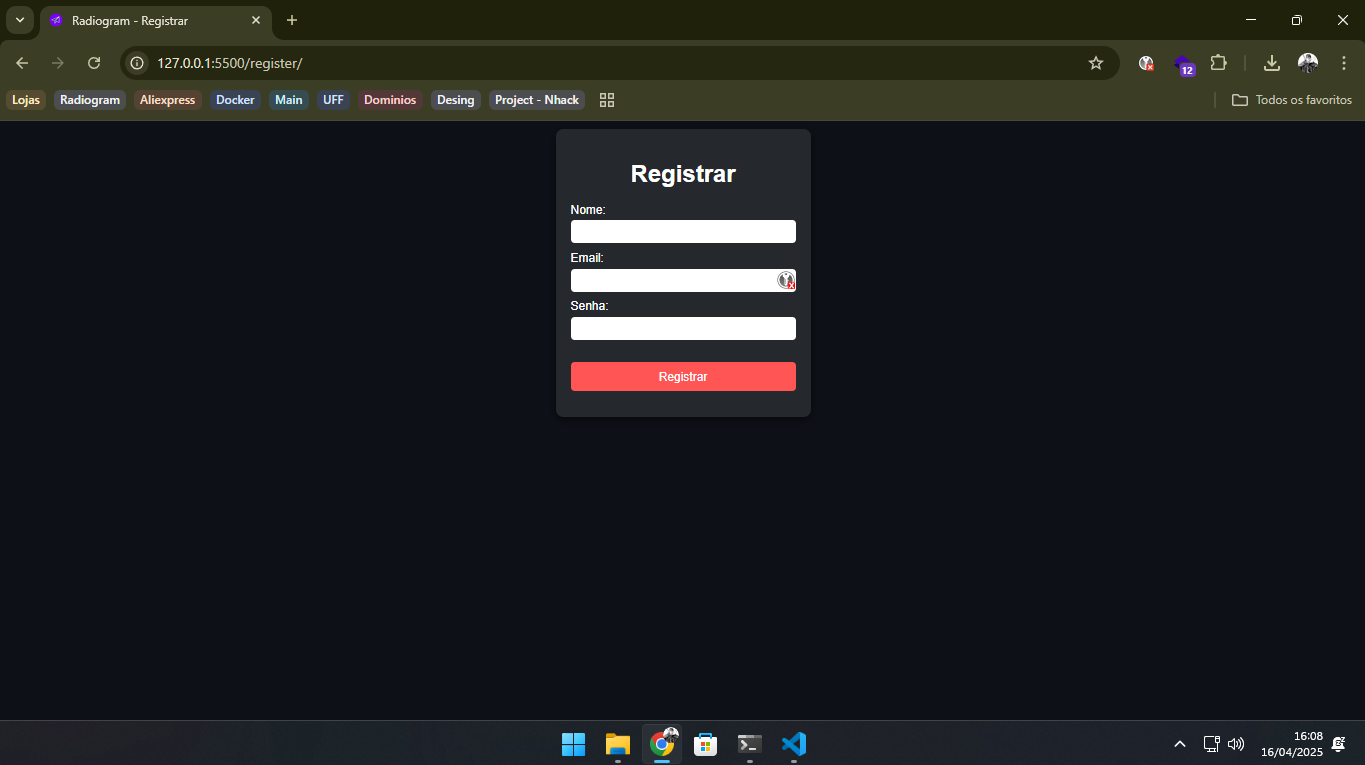 Radiogram - Registrar
127.0.0.1:5500/register/
12
Lojas Radiogram Aliexpress Docker Main UFF Dominios Desing Project - Nhack Todos os favoritos
Registrar
Nome:
Email:
Senha:
Registrar
16:08
16/04/2025